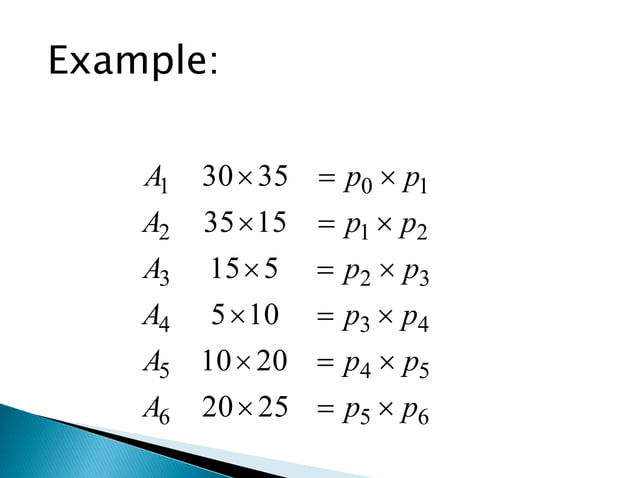 Example:
A₁ 30 × 35 = p₀ × p₁
A₂ 35 × 15 = p₁ × p₂
A₃ 15 × 5 = p₂ × p₃
A₄ 5 × 10 = p₃ × p₄
A₅ 10 × 20 = p₄ × p₅
A₆ 20 × 25 = p₅ × p₆